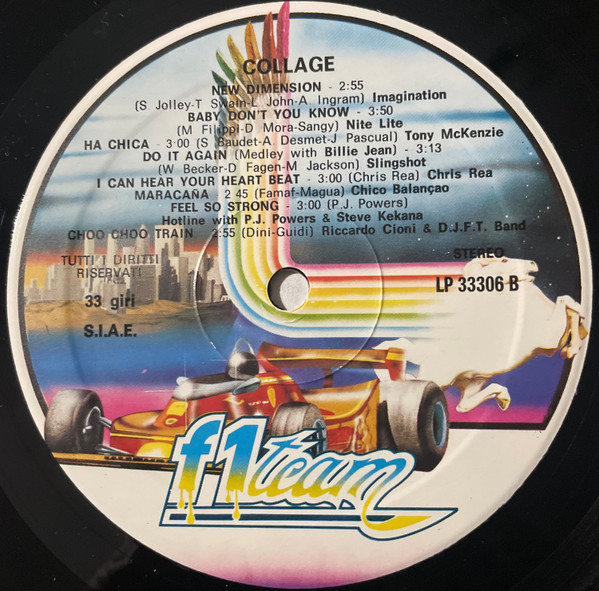 COLLAGE
NEW DIMENSION - 2:55
(S Jolley-T Swain-L John-A Ingram) Imagination
BABY DON'T YOU KNOW - 3:50
(M Filippi-D Mora-Sangy) Nite Lite
HA CHICA - 3:00 (S Baudet-A Desmet-J Pascual) Tony McKenzie
DO IT AGAIN (Medley with Billie Jean) - 3:13
(W Becker-D Fagen-M Jackson) Slingshot
I CAN HEAR YOUR HEART BEAT - 3:00 (Chris Rea) Chris Rea
MARACAÑA 2 45 (Famaf-Magua) Chico Balançao
FEEL SO STRONG - 3:00 (P.J. Powers)
Hotline with P.J. Powers & Steve Kekana
CHOO CHOO TRAIN - 2:55 (Dini-Guidi) Riccardo Cioni & D.J.F.T. Band
TUTTI I DIRITTI
RISERVATI
STEREO
LP 33306 B
33 giri
S.I.A.E.
f1team